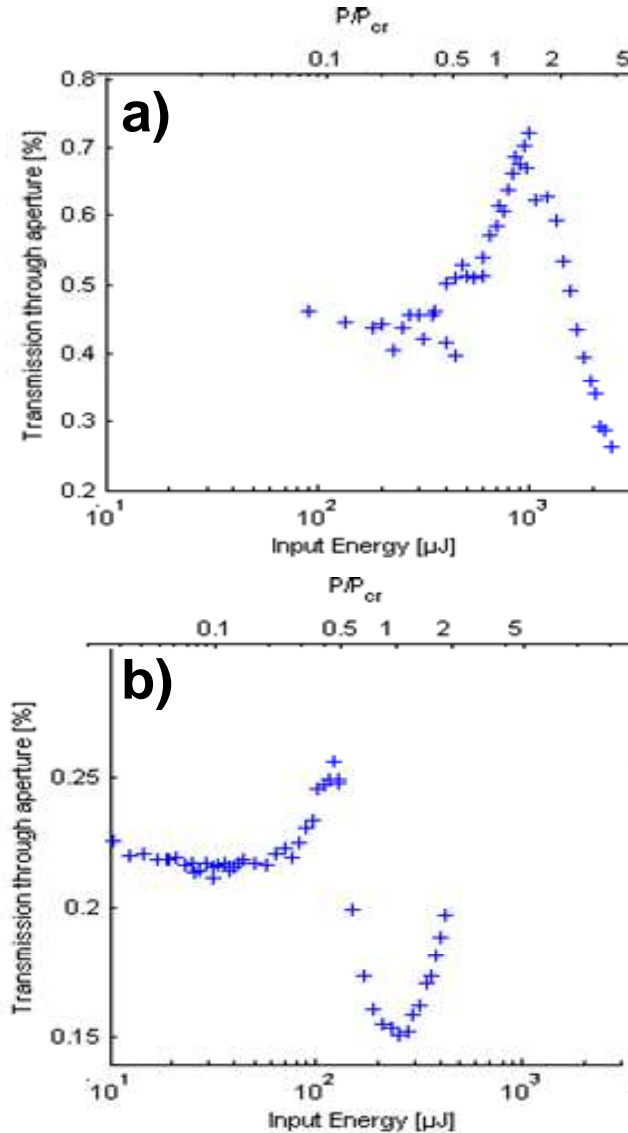 P/Pcr
0.1 0.5 1 2 5
a)
0.8
0.7
0.6
0.5
0.4
0.3
0.2
Transmission through aperture [%]
10^1 10^2 10^3
Input Energy [µJ]
P/Pcr
0.1 0.5 1 2 5
b)
0.25
0.2
0.15
Transmission through aperture [%]
10^1 10^2 10^3
Input Energy [µJ]